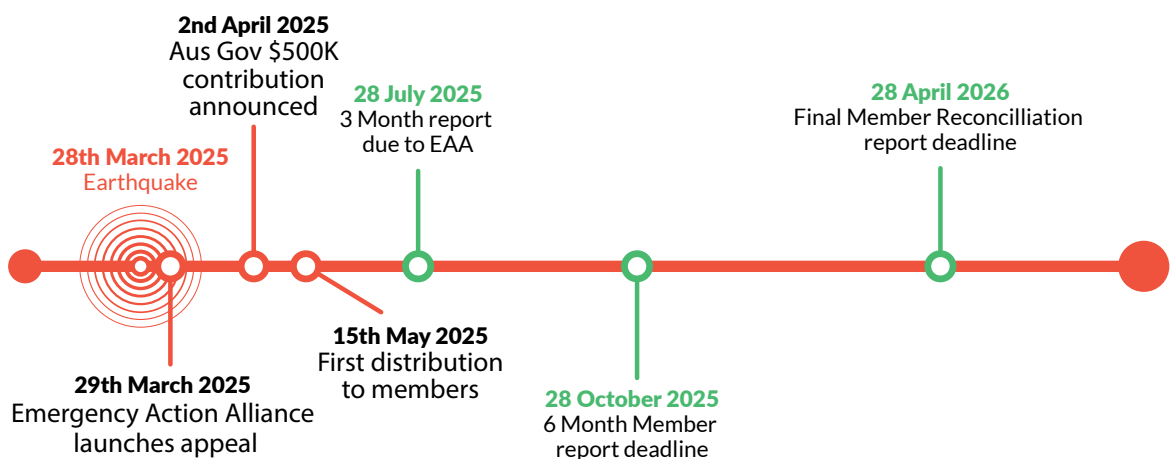 2nd April 2025
Aus Gov $500K
contribution
announced
28 July 2025
3 Month report
due to EAA
28 April 2026
Final Member Reconcilliation
report deadline
28th March 2025
Earthquake
15th May 2025
First distribution
to members
29th March 2025
Emergency Action Alliance
launches appeal
28 October 2025
6 Month Member
report deadline